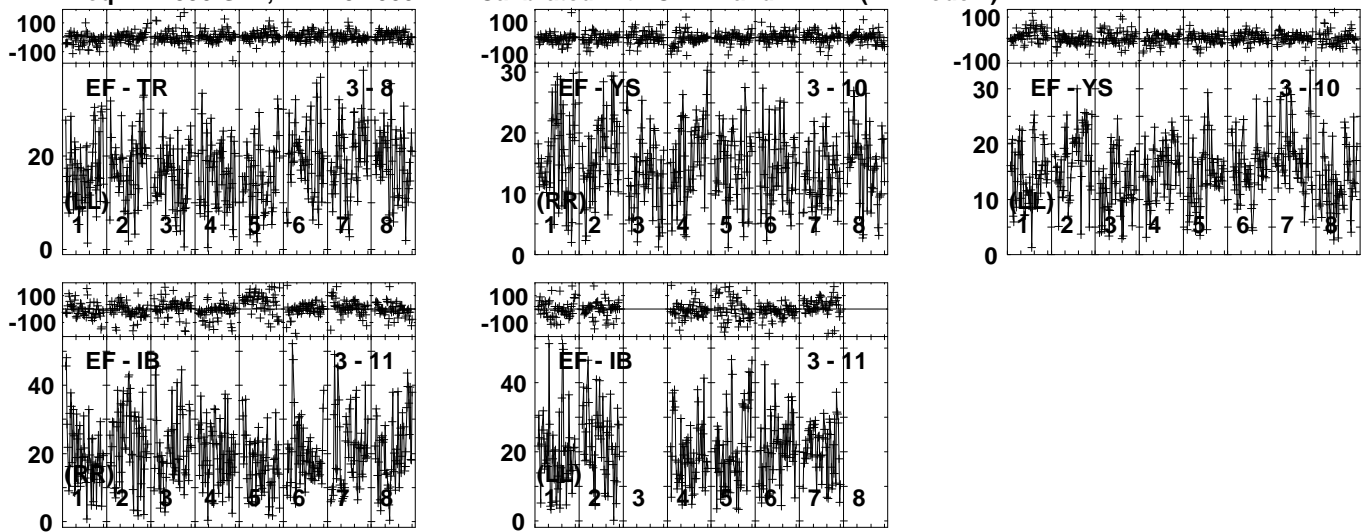 100 100 100
-100 -100 -100
EF - TR 3 - 8
20
(LL)
1 2 3 4 5 6 7 8
0
30
EF - YS 3 - 10
20
10
(RR)
1 2 3 4 5 6 7 8
0
30
EF - YS 3 - 10
20
10
(LL)
1 2 3 4 5 6 7 8
0
100 100
-100 -100
EF - IB 3 - 11
40
20
(RR)
1 2 3 4 5 6 7 8
0
EF - IB 3 - 11
40
20
(LL)
1 2 3 4 5 6 7 8
0